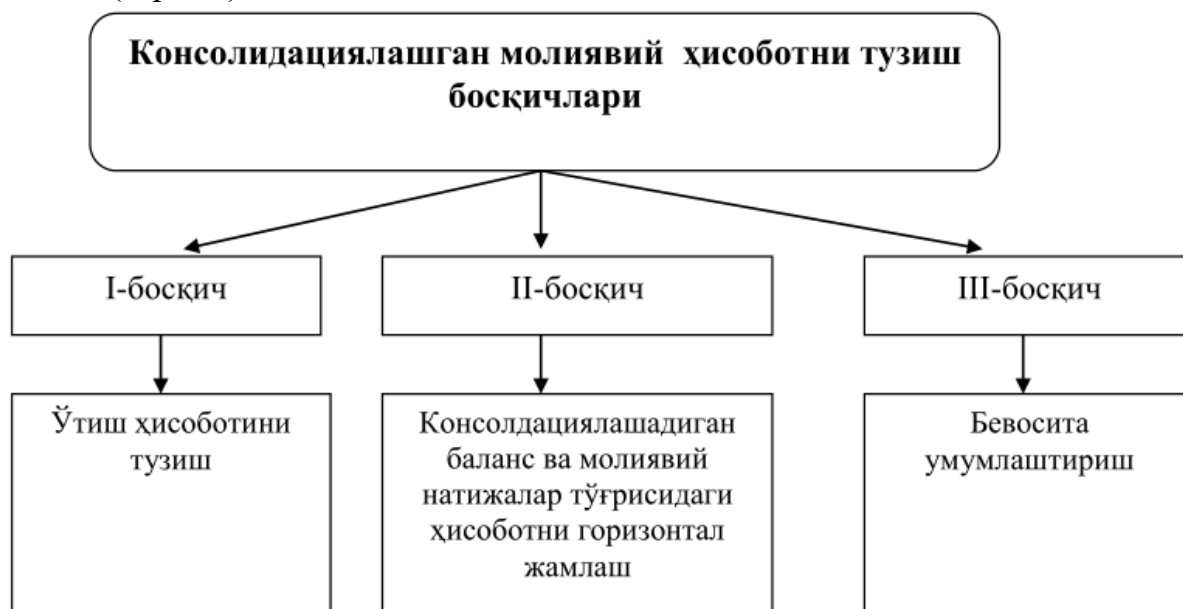 Консолидациялашган молиявий ҳисоботни тузиш
босқичлари
I-босқич
II-босқич
III-босқич
Ўтиш ҳисоботини
тузиш
Консолдациялашадиган
баланс ва молиявий
натижалар тўғрисидаги
ҳисоботни горизонтал
жамлаш
Бевосита
умумлаштириш